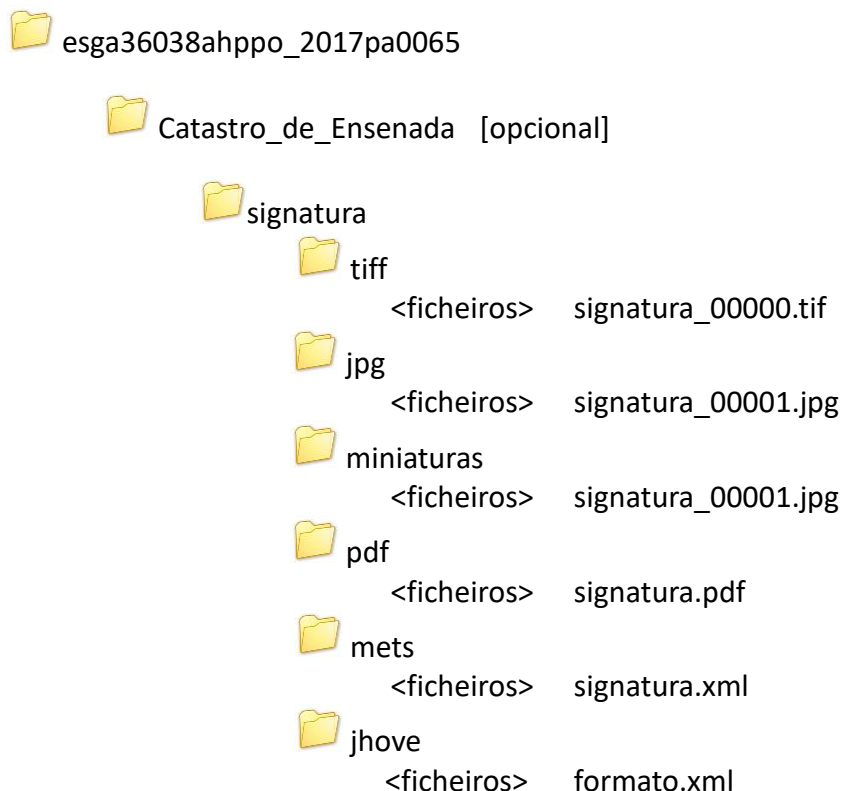 esga36038ahppo_2017pa0065
Catastro_de_Ensenada [opcional]
signatura
tiff
<ficheiros> signatura_00000.tif
jpg
<ficheiros> signatura_00001.jpg
miniaturas
<ficheiros> signatura_00001.jpg
pdf
<ficheiros> signatura.pdf
mets
<ficheiros> signatura.xml
jhove
<ficheiros> formato.xml